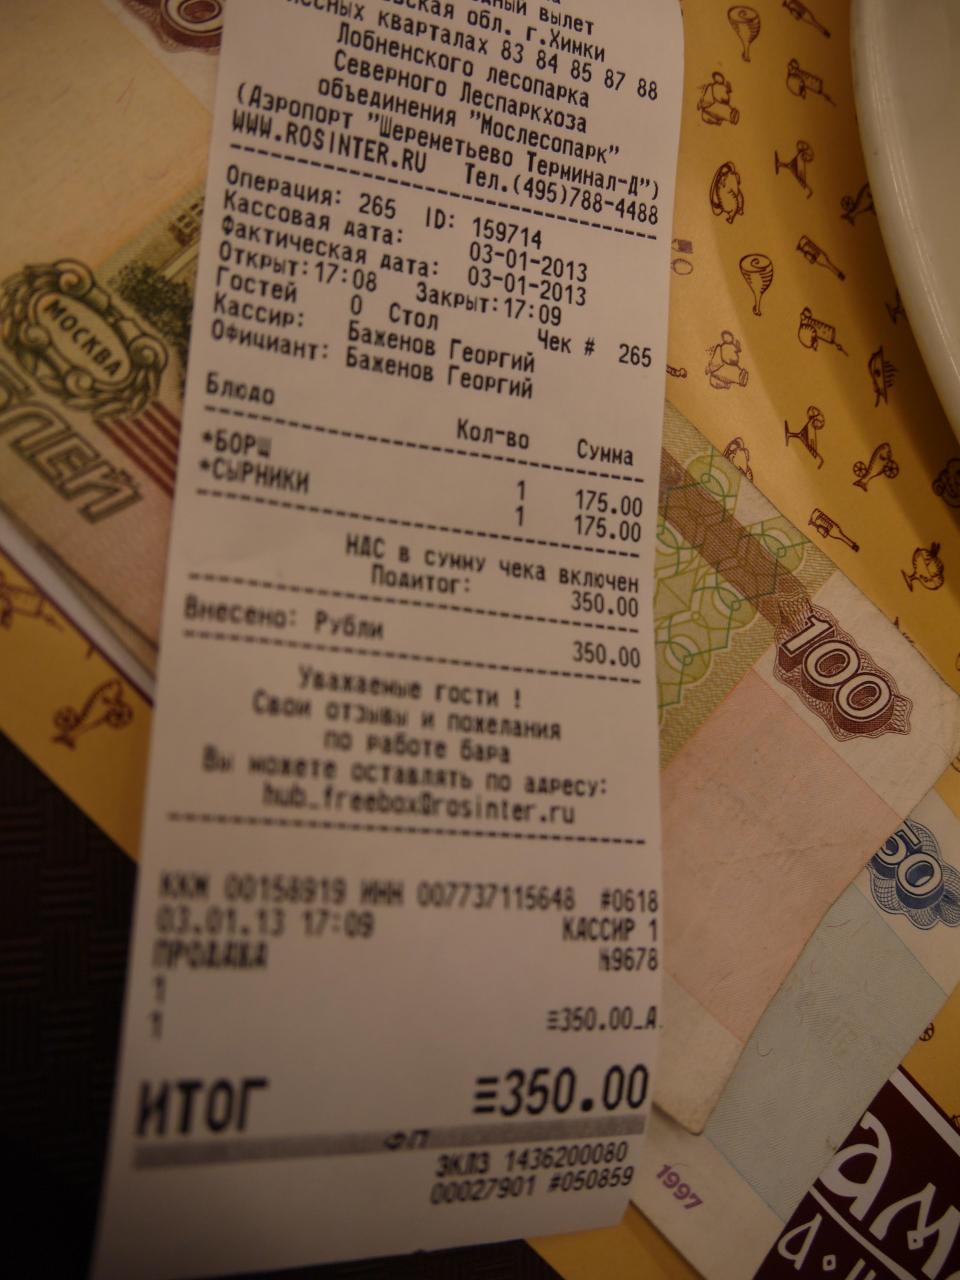 дный вылет
вская обл. г.Химки
лесных кварталах 83 84 85 87 88
Лобненского лесопарка
Северного Леспаркхоза
объединения "Мослесопарк"
(Аэропорт "Шереметьево Терминал-Д")
WWW.ROSINTER.RU Тел.(495)788-4488
Операция: 265 ID: 159714
Кассовая дата: 03-01-2013
Фактическая дата: 03-01-2013
Открыт:17:08 Закрыт:17:09
Гостей 0 Стол Чек # 265
Кассир: Баженов Георгий
Официант: Баженов Георгий
Блюдо Кол-во Сумма
*БОРЩ 1 175.00
*СЫРНИКИ 1 175.00
НДС в сумму чека включен
Подитог: 350.00
Внесено: Рубли 350.00
Уважаемые гости !
Свои отзывы и пожелания
по работе бара
Вы можете оставлять по адресу:
hub_freebox@rosinter.ru
ККМ 00158919 ИНН 007737115648 #0618
03.01.13 17:09 КАССИР 1
ПРОДАЖА №9678
1
1 ≡350.00_А
ИТОГ ≡350.00
ФП
ЭКЛЗ 1436200080
00027901 #050859
МОСКВА
БЛЕЙ
100
50
1997